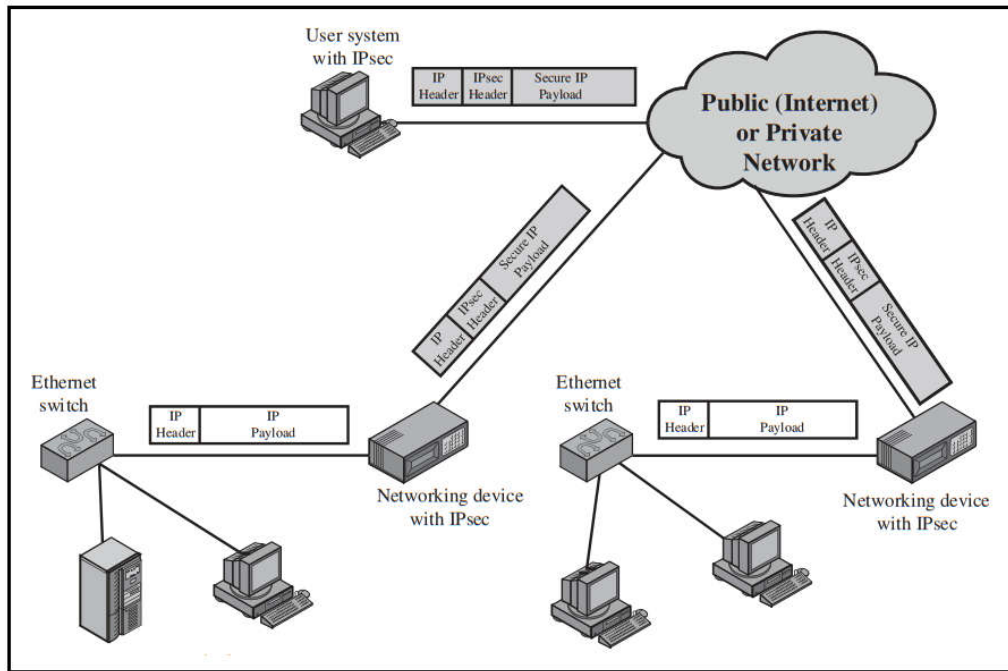 User system
with IPsec
IP
Header
IPsec
Header
Secure IP
Payload
Public (Internet)
or Private
Network
IP
Header
IPsec
Header
Secure IP
Payload
IP
Header
IPsec
Header
Secure IP
Payload
Ethernet
switch
IP
Header
IP
Payload
Networking device
with IPsec
Ethernet
switch
IP
Header
IP
Payload
Networking device
with IPsec